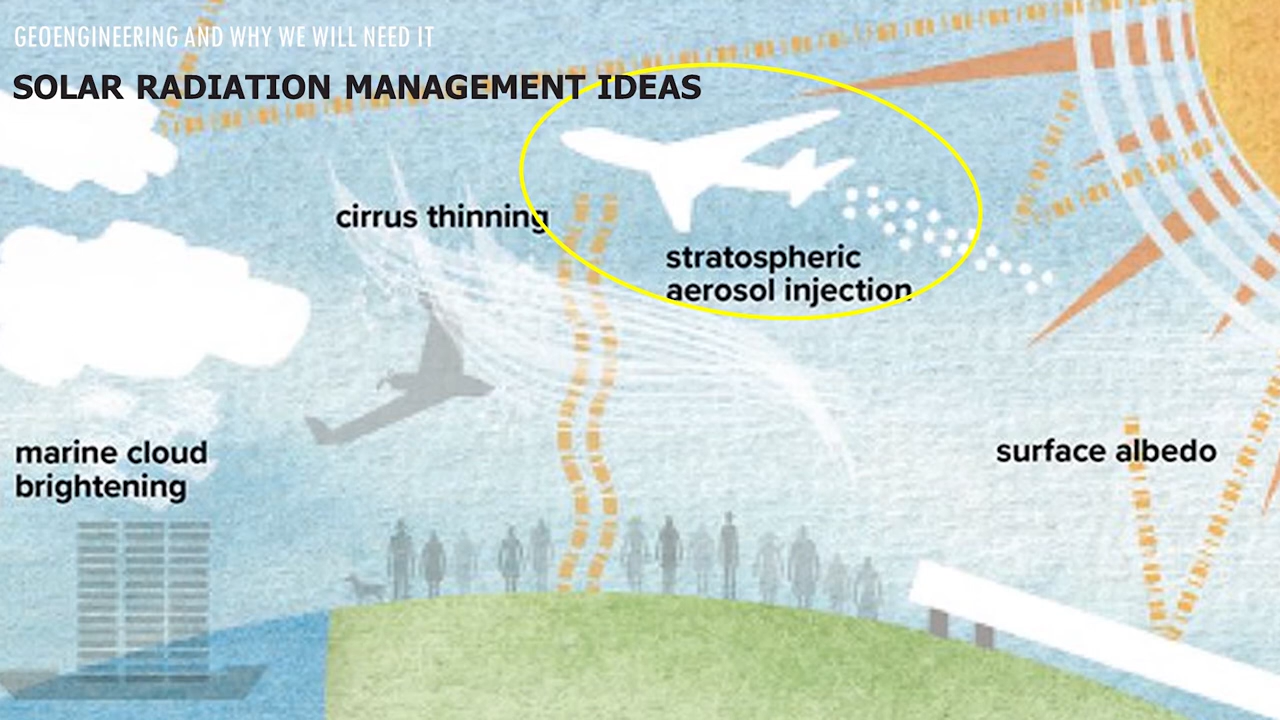 GEOENGINEERING AND WHY WE WILL NEED IT
SOLAR RADIATION MANAGEMENT IDEAS
cirrus thinning
stratospheric
aerosol injection
marine cloud
brightening
surface albedo